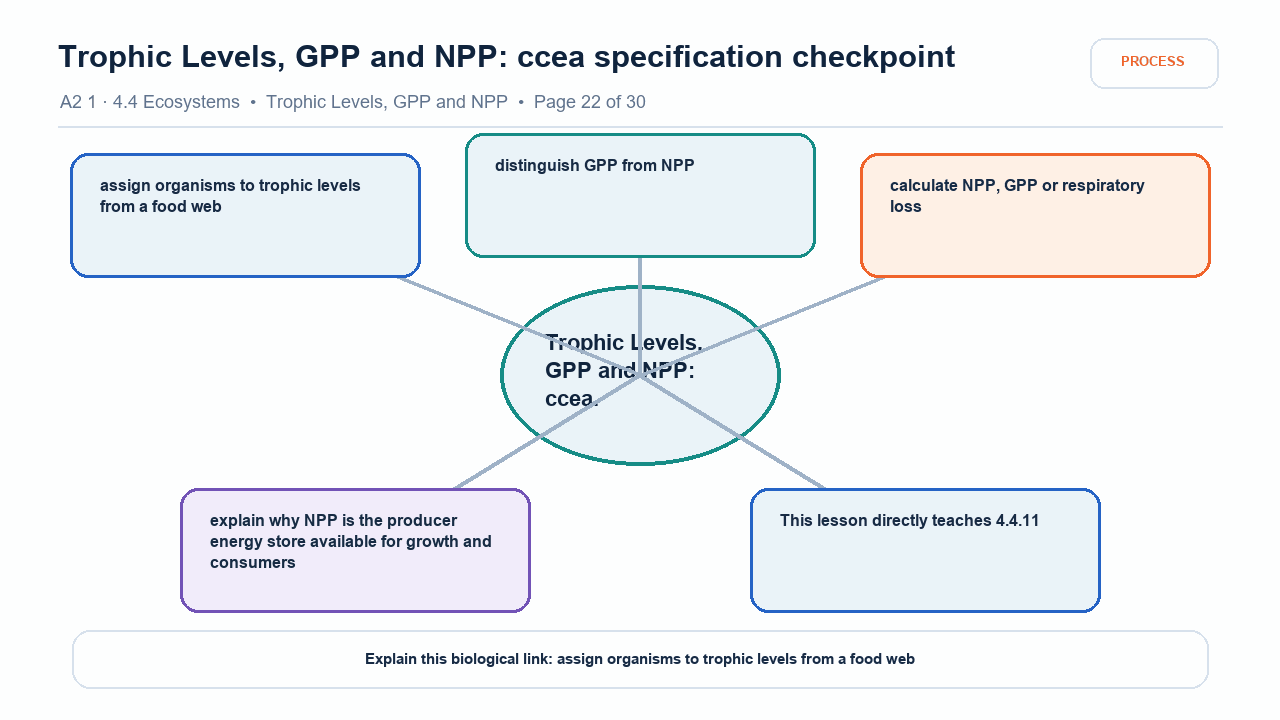 Trophic Levels, GPP and NPP: ccea specification checkpoint
PROCESS
A2 1 · 4.4 Ecosystems • Trophic Levels, GPP and NPP • Page 22 of 30
assign organisms to trophic levels
from a food web
distinguish GPP from NPP
calculate NPP, GPP or respiratory
loss
Trophic Levels,
GPP and NPP:
ccea.
explain why NPP is the producer
energy store available for growth and
consumers
This lesson directly teaches 4.4.11
Explain this biological link: assign organisms to trophic levels from a food web